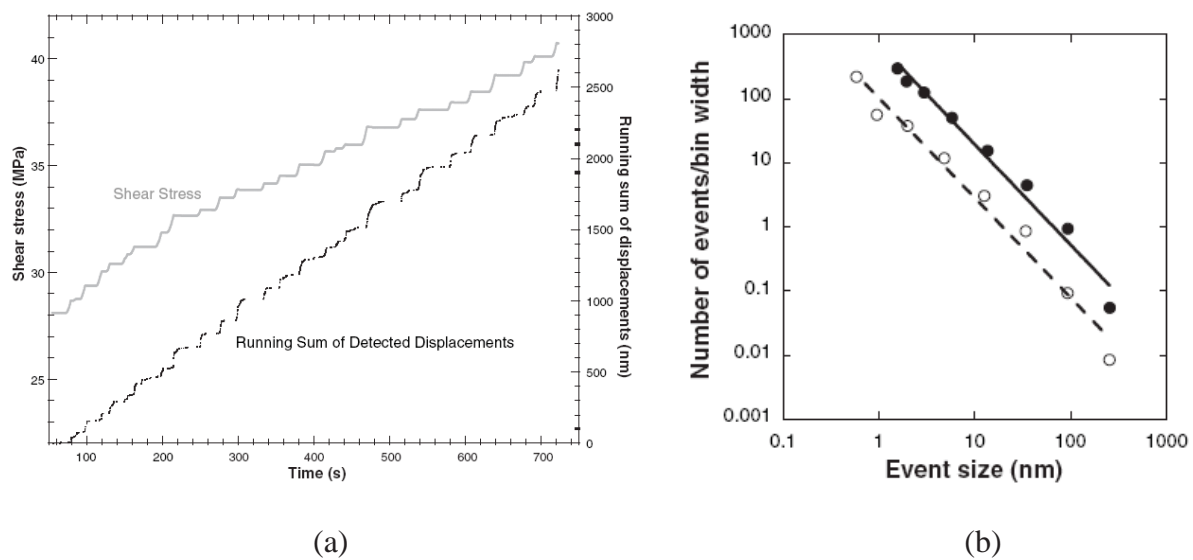 40
35
30
25
Shear stress (MPa)
Shear Stress
Running Sum of Detected Displacements
100 200 300 400 500 600 700
Time (s)
3000
2500
2000
1500
1000
500
0
Running sum of displacements (nm)
(a)
1000
100
10
1
0.1
0.01
0.001
Number of events/bin width
0.1 1 10 100 1000
Event size (nm)
(b)